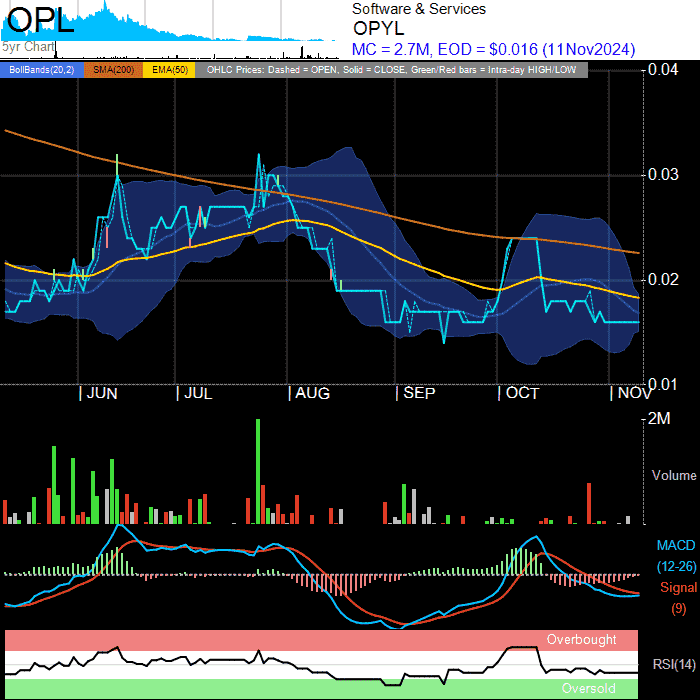 OPL
5yr Chart
Software & Services
OPYL
MC = 2.7M, EOD = $0.016 (11Nov2024)
BollBands(20,2) SMA(200) EMA(50) OHLC Prices: Dashed = OPEN, Solid = CLOSE, Green/Red bars = Intra-day HIGH/LOW
0.04
0.03
0.02
0.01
| JUN | JUL | AUG | SEP | OCT | NOV
2M
Volume
MACD
(12-26)
Signal
(9)
Overbought
RSI(14)
Oversold